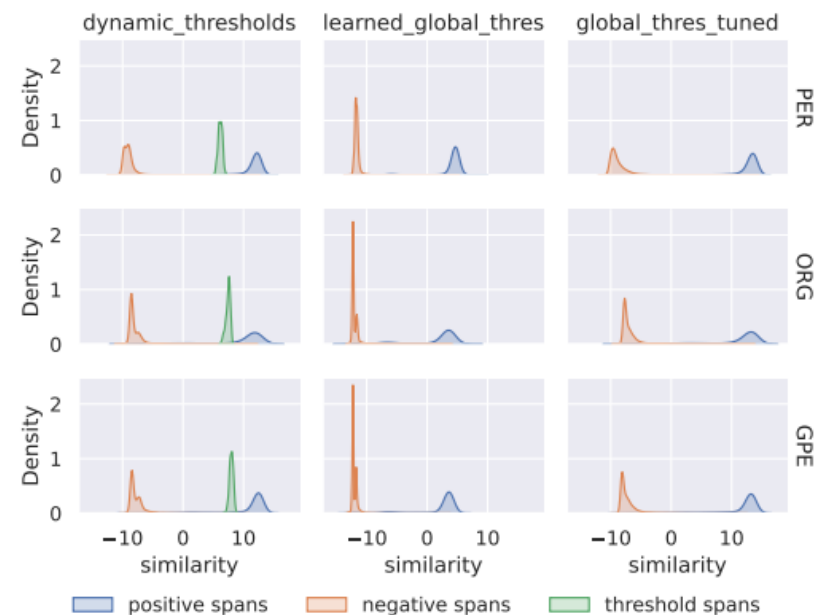 dynamic_thresholds learned_global_thres global_thres_tuned
2
1
0
Density
PER
2
1
0
Density
ORG
2
1
0
Density
GPE
−10 0 10 −10 0 10 −10 0 10
similarity similarity similarity
positive spans negative spans threshold spans